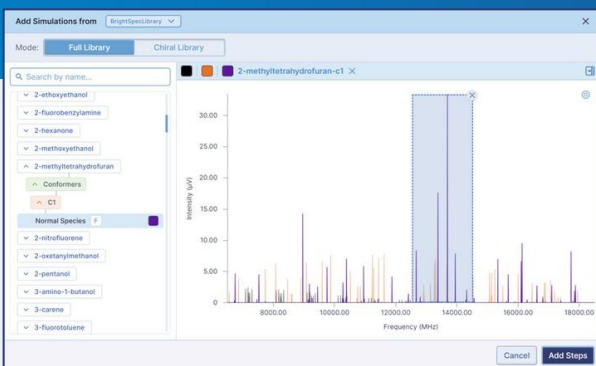 Add Simulations from BrightSpecLibrary
Mode: Full Library Chiral Library
Search by name...
2-ethoxyethanol
2-fluorobenzylamine
2-hexanone
2-methoxyethanol
2-methyltetrahydrofuran
Conformers
C1
Normal Species
2-nitrofluorene
2-oxetanylmethanol
2-pentanol
3-amino-1-butanol
3-carene
3-fluorotoluene
2-methyltetrahydrofuran-c1
Intensity (μV)
30.00
25.00
20.00
15.00
10.00
5.00
0
8000.00 10000.00 12000.00 14000.00 16000.00 18000.00
Frequency (MHz)
Cancel Add Steps